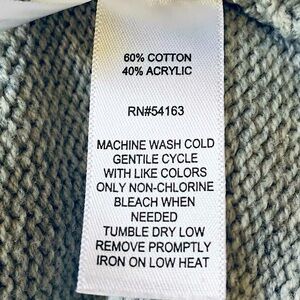 60% COTTON
40% ACRYLIC
RN#54163
MACHINE WASH COLD
GENTILE CYCLE
WITH LIKE COLORS
ONLY NON-CHLORINE
BLEACH WHEN
NEEDED
TUMBLE DRY LOW
REMOVE PROMPTLY
IRON ON LOW HEAT